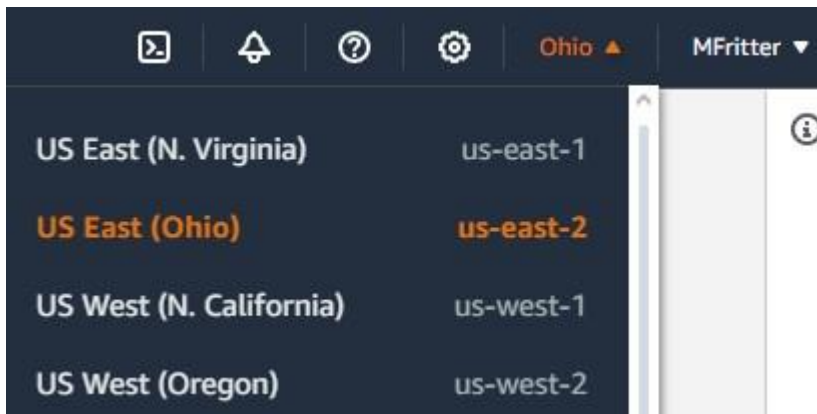 Ohio MFritter
US East (N. Virginia) us-east-1
US East (Ohio) us-east-2
US West (N. California) us-west-1
US West (Oregon) us-west-2